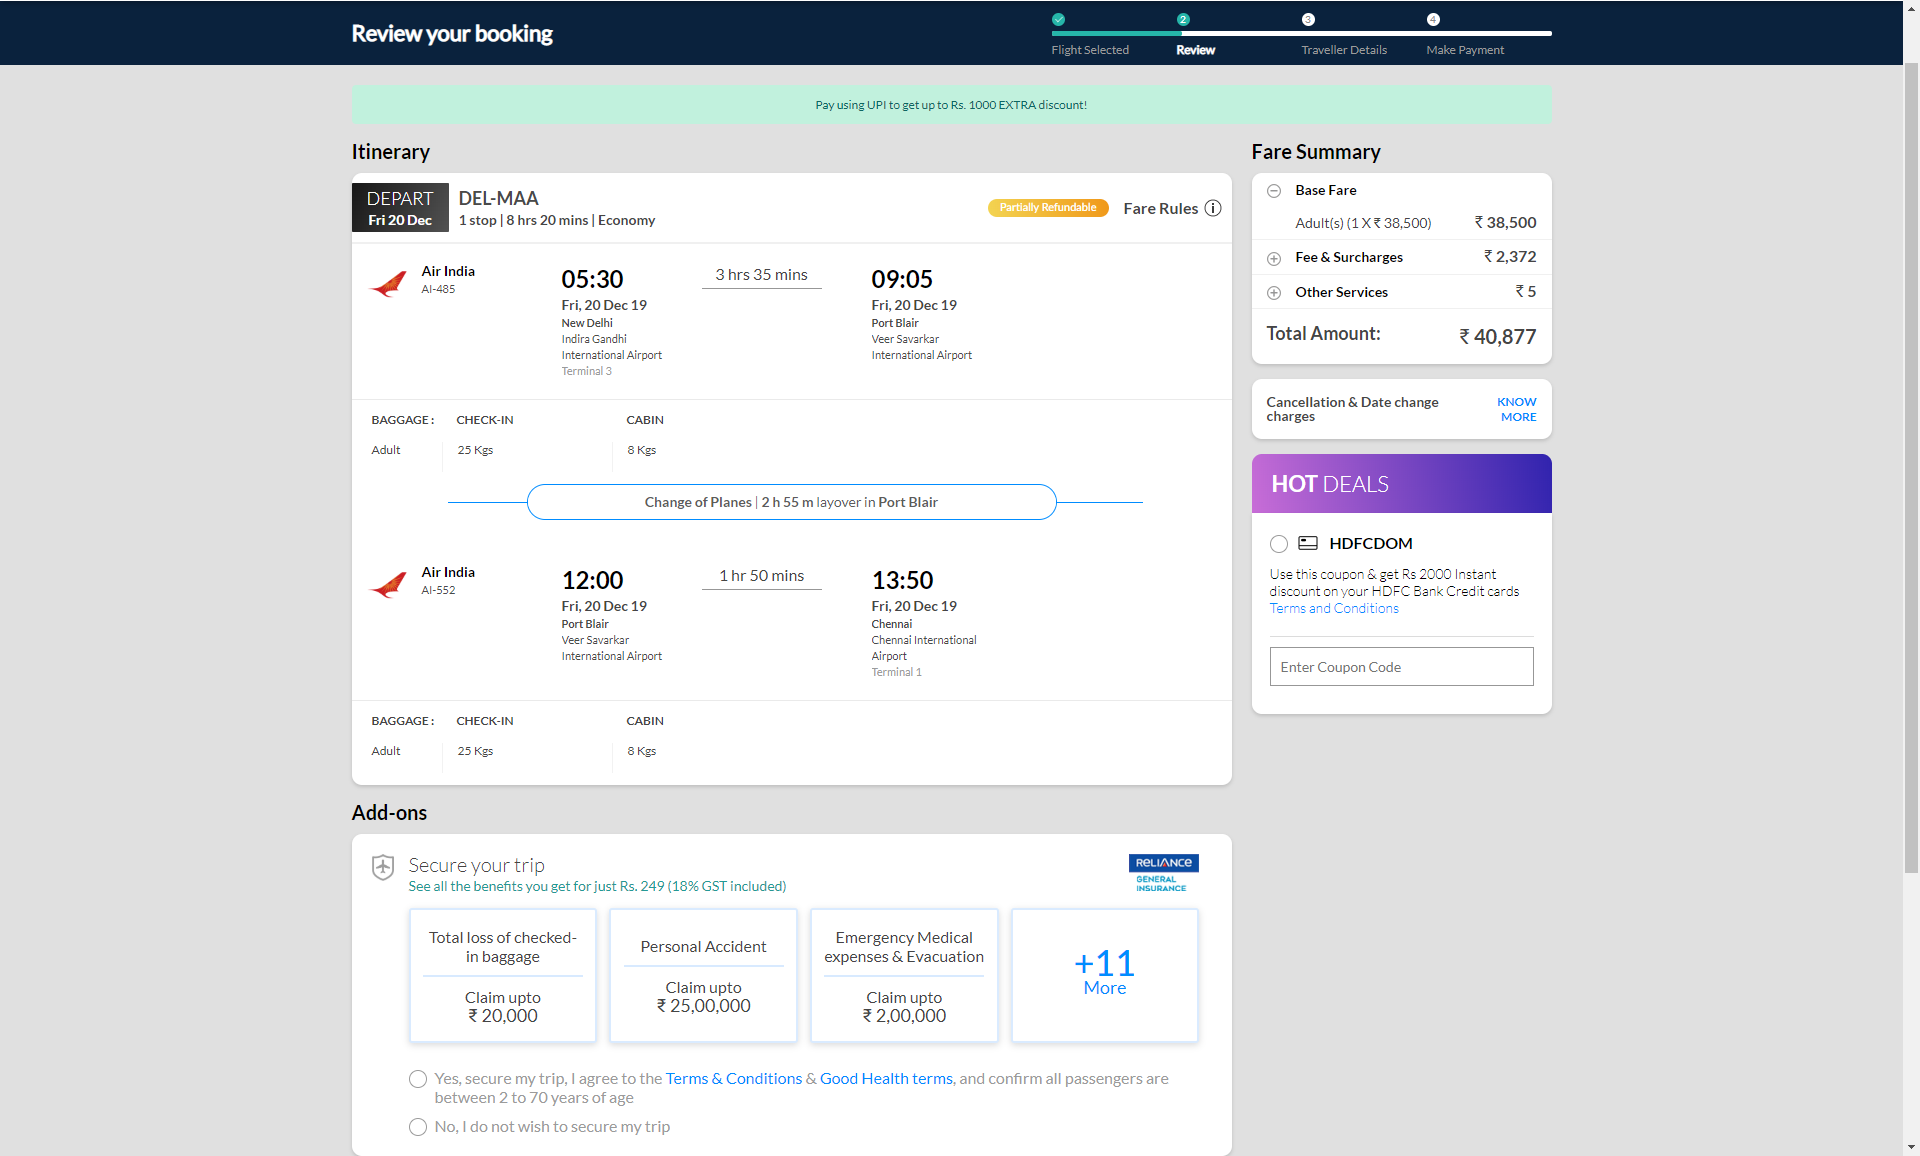 Review your booking
2
3
4
Flight Selected
Review
Traveller Details
Make Payment
Pay using UPI to get up to Rs. 1000 EXTRA discount!
Itinerary
DEPART
Fri 20 Dec
DEL-MAA
1 stop | 8 hrs 20 mins | Economy
Partially Refundable
Fare Rules
Air India
AI-485
05:30
Fri, 20 Dec 19
New Delhi
Indira Gandhi
International Airport
Terminal 3
3 hrs 35 mins
09:05
Fri, 20 Dec 19
Port Blair
Veer Savarkar
International Airport
BAGGAGE : CHECK-IN CABIN
Adult 25 Kgs 8 Kgs
Change of Planes | 2 h 55 m layover in Port Blair
Air India
AI-552
12:00
Fri, 20 Dec 19
Port Blair
Veer Savarkar
International Airport
1 hr 50 mins
13:50
Fri, 20 Dec 19
Chennai
Chennai International
Airport
Terminal 1
BAGGAGE : CHECK-IN CABIN
Adult 25 Kgs 8 Kgs
Add-ons
Secure your trip
See all the benefits you get for just Rs. 249 (18% GST included)
RELIANCE
GENERAL
INSURANCE
Total loss of checked-
in baggage
Claim upto
₹ 20,000
Personal Accident
Claim upto
₹ 25,00,000
Emergency Medical
expenses & Evacuation
Claim upto
₹ 2,00,000
+11
More
Yes, secure my trip, I agree to the Terms & Conditions & Good Health terms, and confirm all passengers are
between 2 to 70 years of age
No, I do not wish to secure my trip
Fare Summary
Base Fare
Adult(s) (1 X ₹ 38,500) ₹ 38,500
Fee & Surcharges ₹ 2,372
Other Services ₹ 5
Total Amount: ₹ 40,877
Cancellation & Date change
charges
KNOW
MORE
HOT DEALS
HDFCDOM
Use this coupon & get Rs 2000 Instant
discount on your HDFC Bank Credit cards
Terms and Conditions
Enter Coupon Code